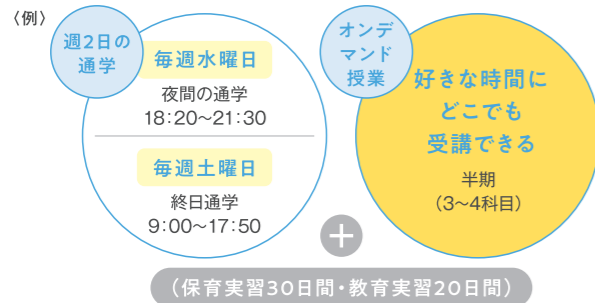 〈例〉
週2日の
通学
毎週水曜日
夜間の通学
18:20〜21:30
毎週土曜日
終日通学
9:00〜17:50
オンデ
マンド
授業
好きな時間に
どこでも
受講できる
半期
(3〜4科目)
+
(保育実習30日間・教育実習20日間)